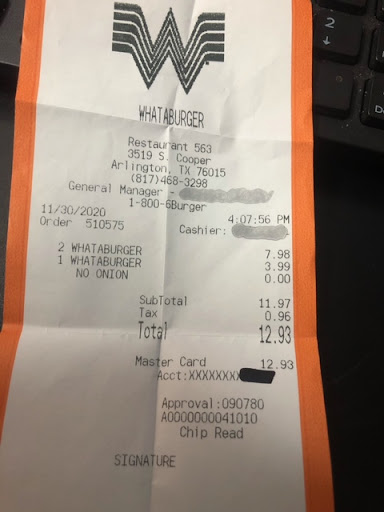 WHATABURGER
Restaurant 563
3519 S. Cooper
Arlington, TX 76015
(817)468-3298
General Manager -
1-800-6Burger
11/30/2020 4:07:56 PM
Order 510575 Cashier:
2 WHATABURGER 7.98
1 WHATABURGER 3.99
NO ONION 0.00
SubTotal 11.97
Tax 0.96
Total 12.93
Master Card 12.93
Acct:XXXXXXXX
Approval:090780
A0000000041010
Chip Read
SIGNATURE
2